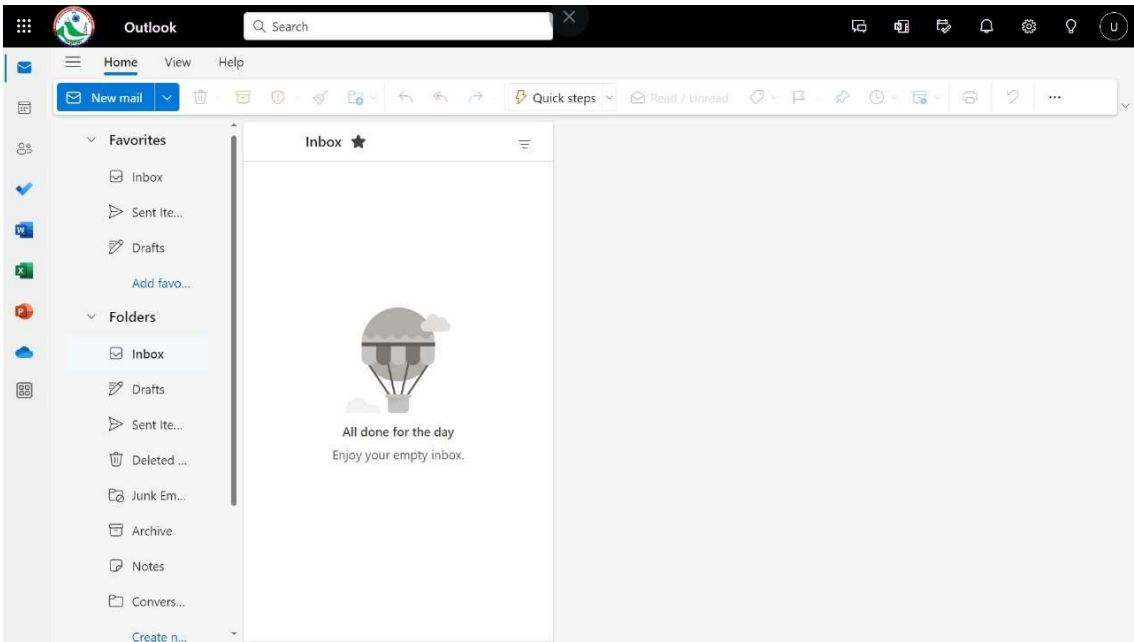 Outlook
Search
U
Home View Help
New mail
Quick steps
Read / Unread
Favorites
Inbox
Sent Ite...
Drafts
Add favo...
Folders
Inbox
Drafts
Sent Ite...
Deleted ...
Junk Em...
Archive
Notes
Convers...
Create n...
Inbox
All done for the day
Enjoy your empty inbox.